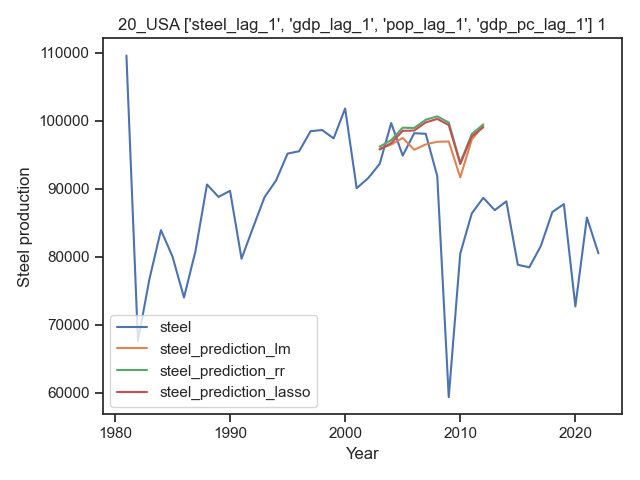 20_USA ['steel_lag_1', 'gdp_lag_1', 'pop_lag_1', 'gdp_pc_lag_1'] 1
110000
100000
90000
80000
70000
60000
Steel production
steel
steel_prediction_lm
steel_prediction_rr
steel_prediction_lasso
1980
1990
2000
2010
2020
Year